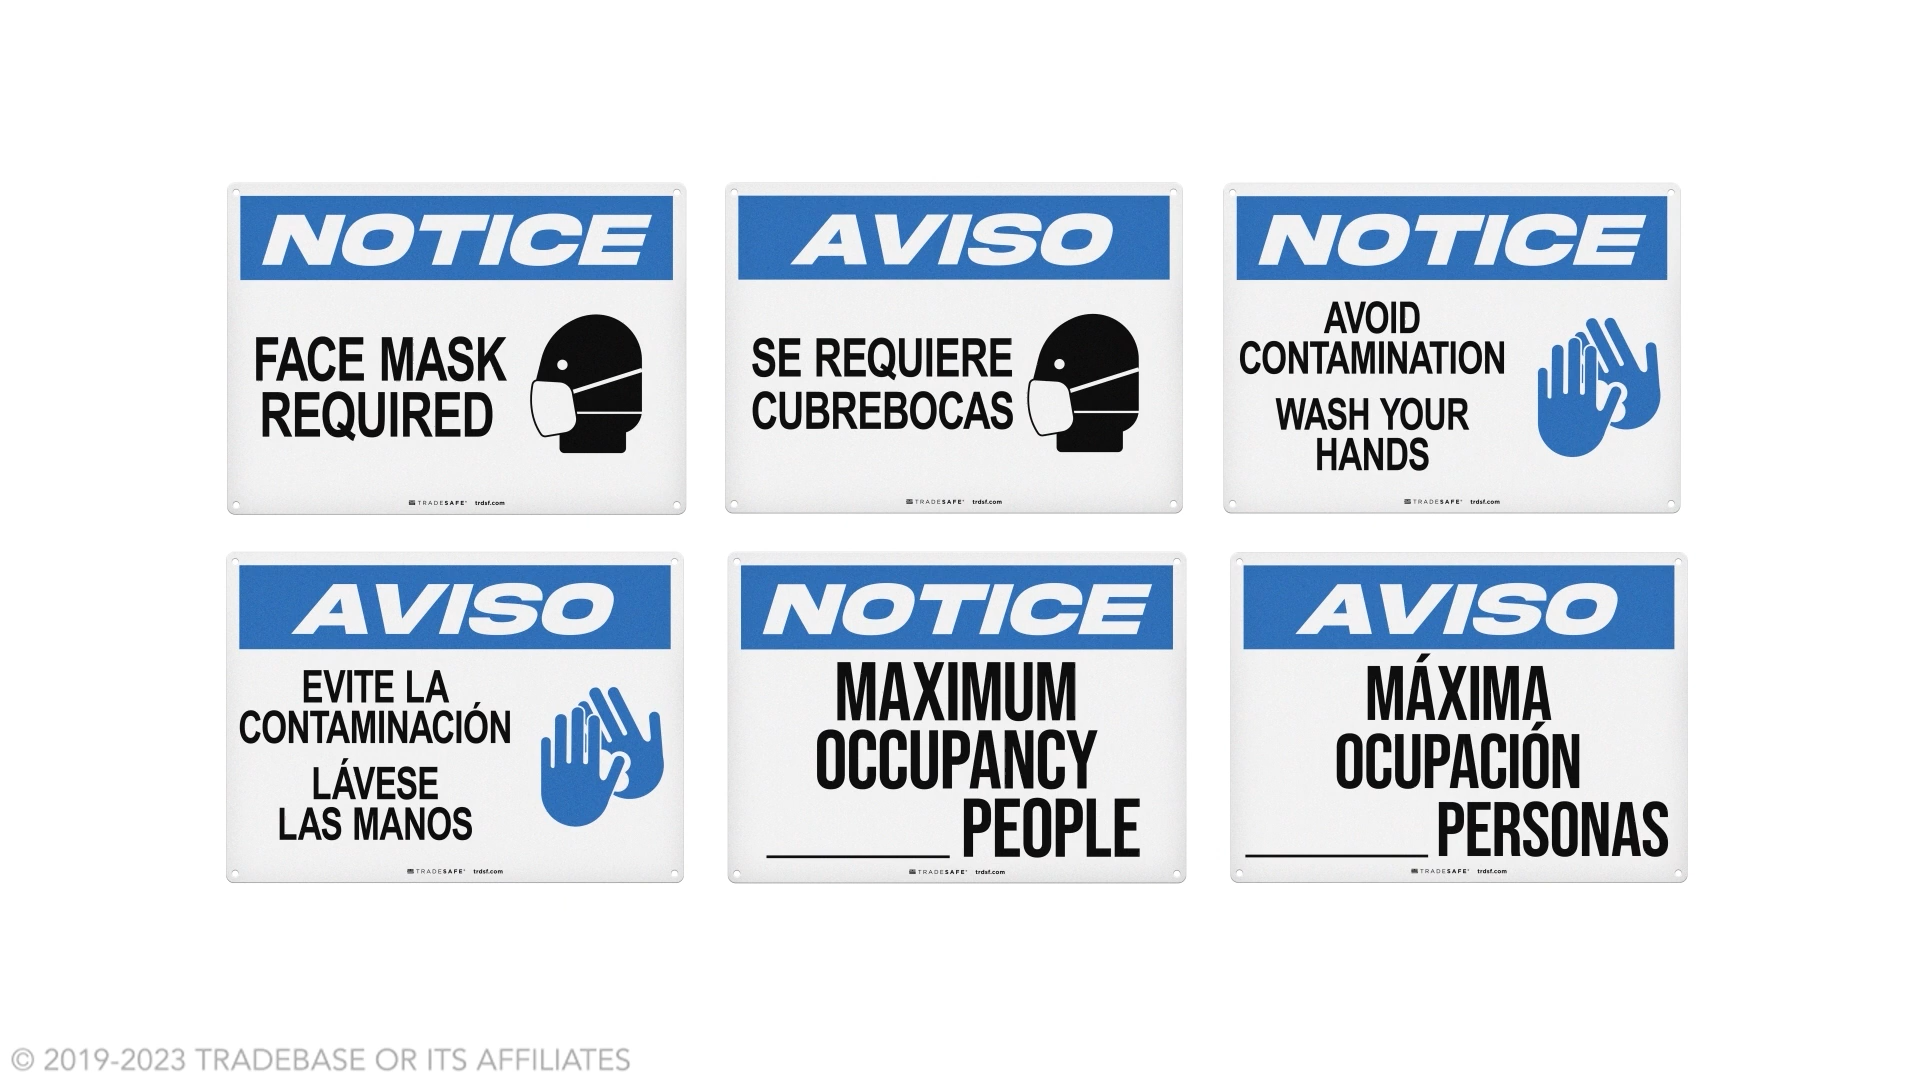 NOTICE
FACE MASK
REQUIRED
TRADESAFE® trdsf.com
AVISO
SE REQUIERE
CUBREBOCAS
TRADESAFE® trdsf.com
NOTICE
AVOID
CONTAMINATION
WASH YOUR
HANDS
TRADESAFE® trdsf.com
AVISO
EVITE LA
CONTAMINACIÓN
LÁVESE
LAS MANOS
TRADESAFE® trdsf.com
NOTICE
MAXIMUM
OCCUPANCY
__________ PEOPLE
TRADESAFE® trdsf.com
AVISO
MÁXIMA
OCUPACIÓN
__________ PERSONAS
TRADESAFE® trdsf.com
© 2019-2023 TRADEBASE OR ITS AFFILIATES